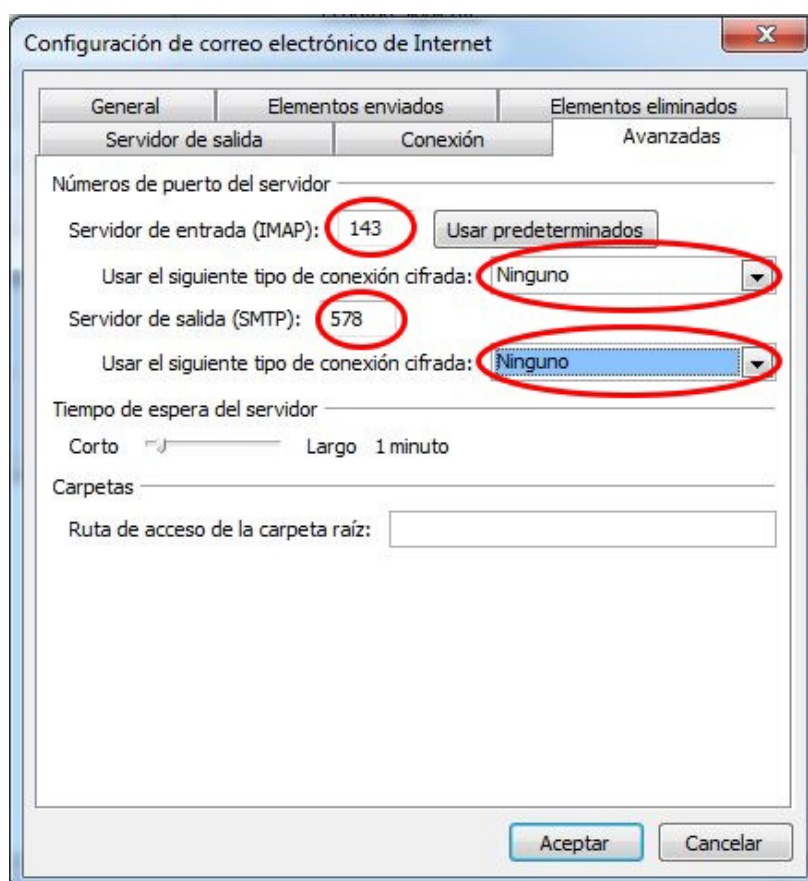 Configuración de correo electrónico de Internet
General Elementos enviados Elementos eliminados
Servidor de salida Conexión Avanzadas
Números de puerto del servidor
Servidor de entrada (IMAP): 143 Usar predeterminados
Usar el siguiente tipo de conexión cifrada: Ninguno
Servidor de salida (SMTP): 578
Usar el siguiente tipo de conexión cifrada: Ninguno
Tiempo de espera del servidor
Corto Largo 1 minuto
Carpetas
Ruta de acceso de la carpeta raíz:
Aceptar Cancelar